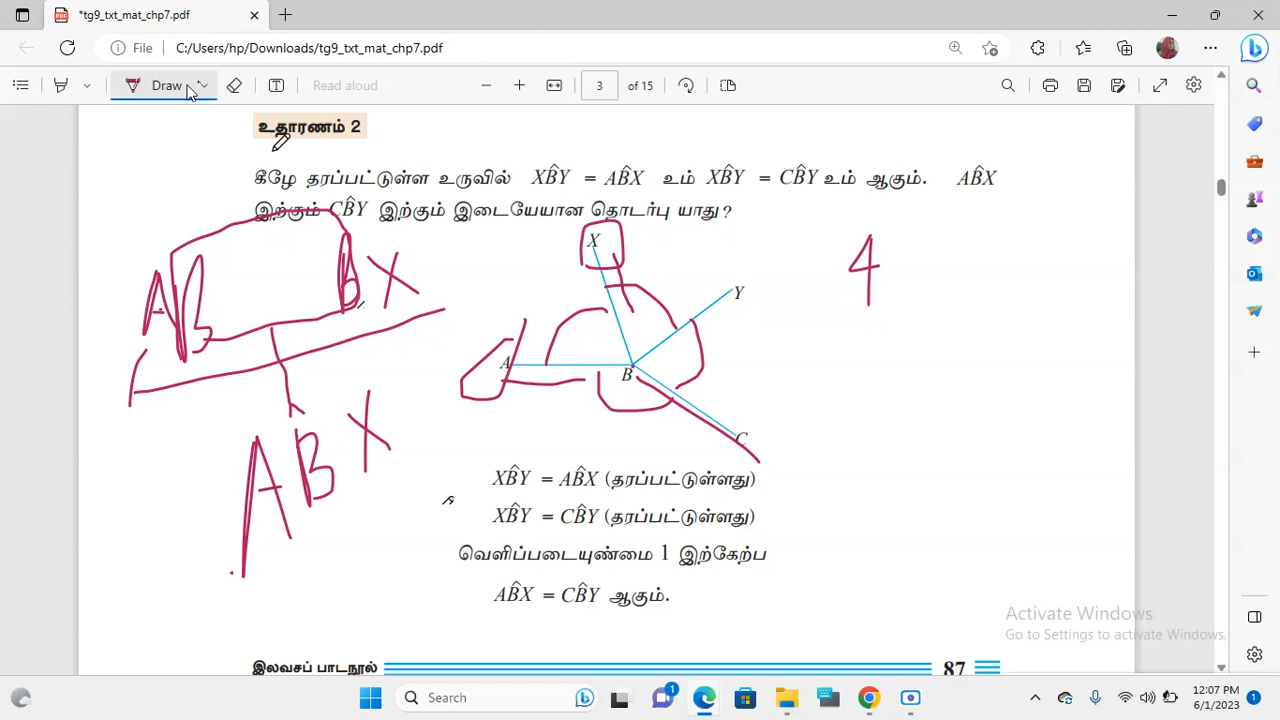 *tg9_txt_mat_chp7.pdf
File C:/Users/hp/Downloads/tg9_txt_mat_chp7.pdf
Draw Read aloud 3 of 15
உதாரணம் 2
கீழே தரப்பட்டுள்ள உருவில் XB̂Y = AB̂X உம் XB̂Y = CB̂Y உம் ஆகும். AB̂X
இற்கும் CB̂Y இற்கும் இடையேயான தொடர்பு யாது?
X
Y
A
B
C
4
AB
b X
A B X
XB̂Y = AB̂X (தரப்பட்டுள்ளது)
XB̂Y = CB̂Y (தரப்பட்டுள்ளது)
வெளிப்படையுண்மை 1 இற்கேற்ப
AB̂X = CB̂Y ஆகும்.
Activate Windows
Go to Settings to activate Windows.
இலவசப் பாடநூல் 87
Search 1 12:07 PM
6/1/2023